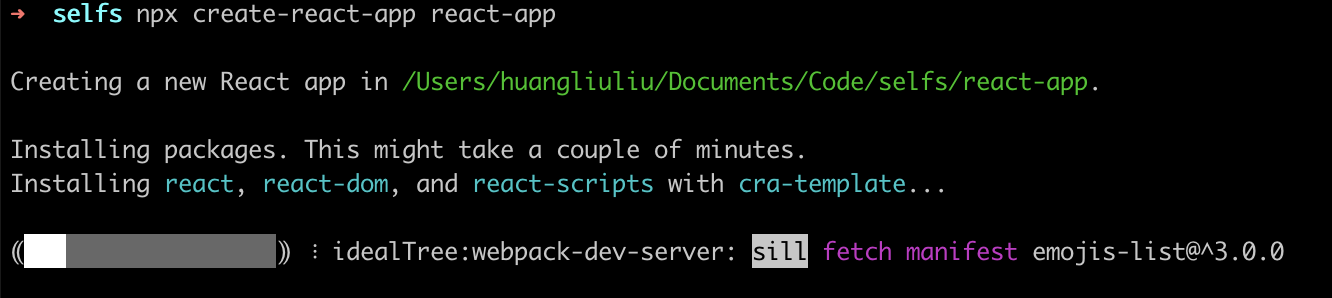 ➜  selfs npx create-react-app react-app
Creating a new React app in /Users/huangliuliu/Documents/Code/selfs/react-app.
Installing packages. This might take a couple of minutes.
Installing react, react-dom, and react-scripts with cra-template...
⸨██░░░░░░░░░░⸩ ⠸ idealTree:webpack-dev-server: sill fetch manifest emojis-list@^3.0.0